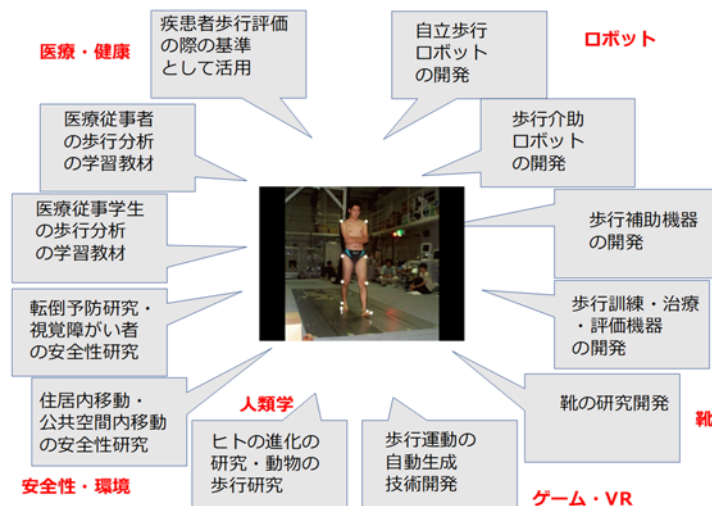 医療・健康
疾患者歩行評価
の際の基準
として活用
自立歩行
ロボット
の開発
ロボット
医療従事者
の歩行分析
の学習教材
歩行介助
ロボット
の開発
医療従事学生
の歩行分析
の学習教材
歩行補助機器
の開発
転倒予防研究・
視覚障がい者
の安全性研究
歩行訓練・治療
・評価機器
の開発
住居内移動・
公共空間内移動
の安全性研究
人類学
靴の研究開発
靴
ヒトの進化の
研究・動物の
歩行研究
歩行運動の
自動生成
技術開発
安全性・環境
ゲーム・VR